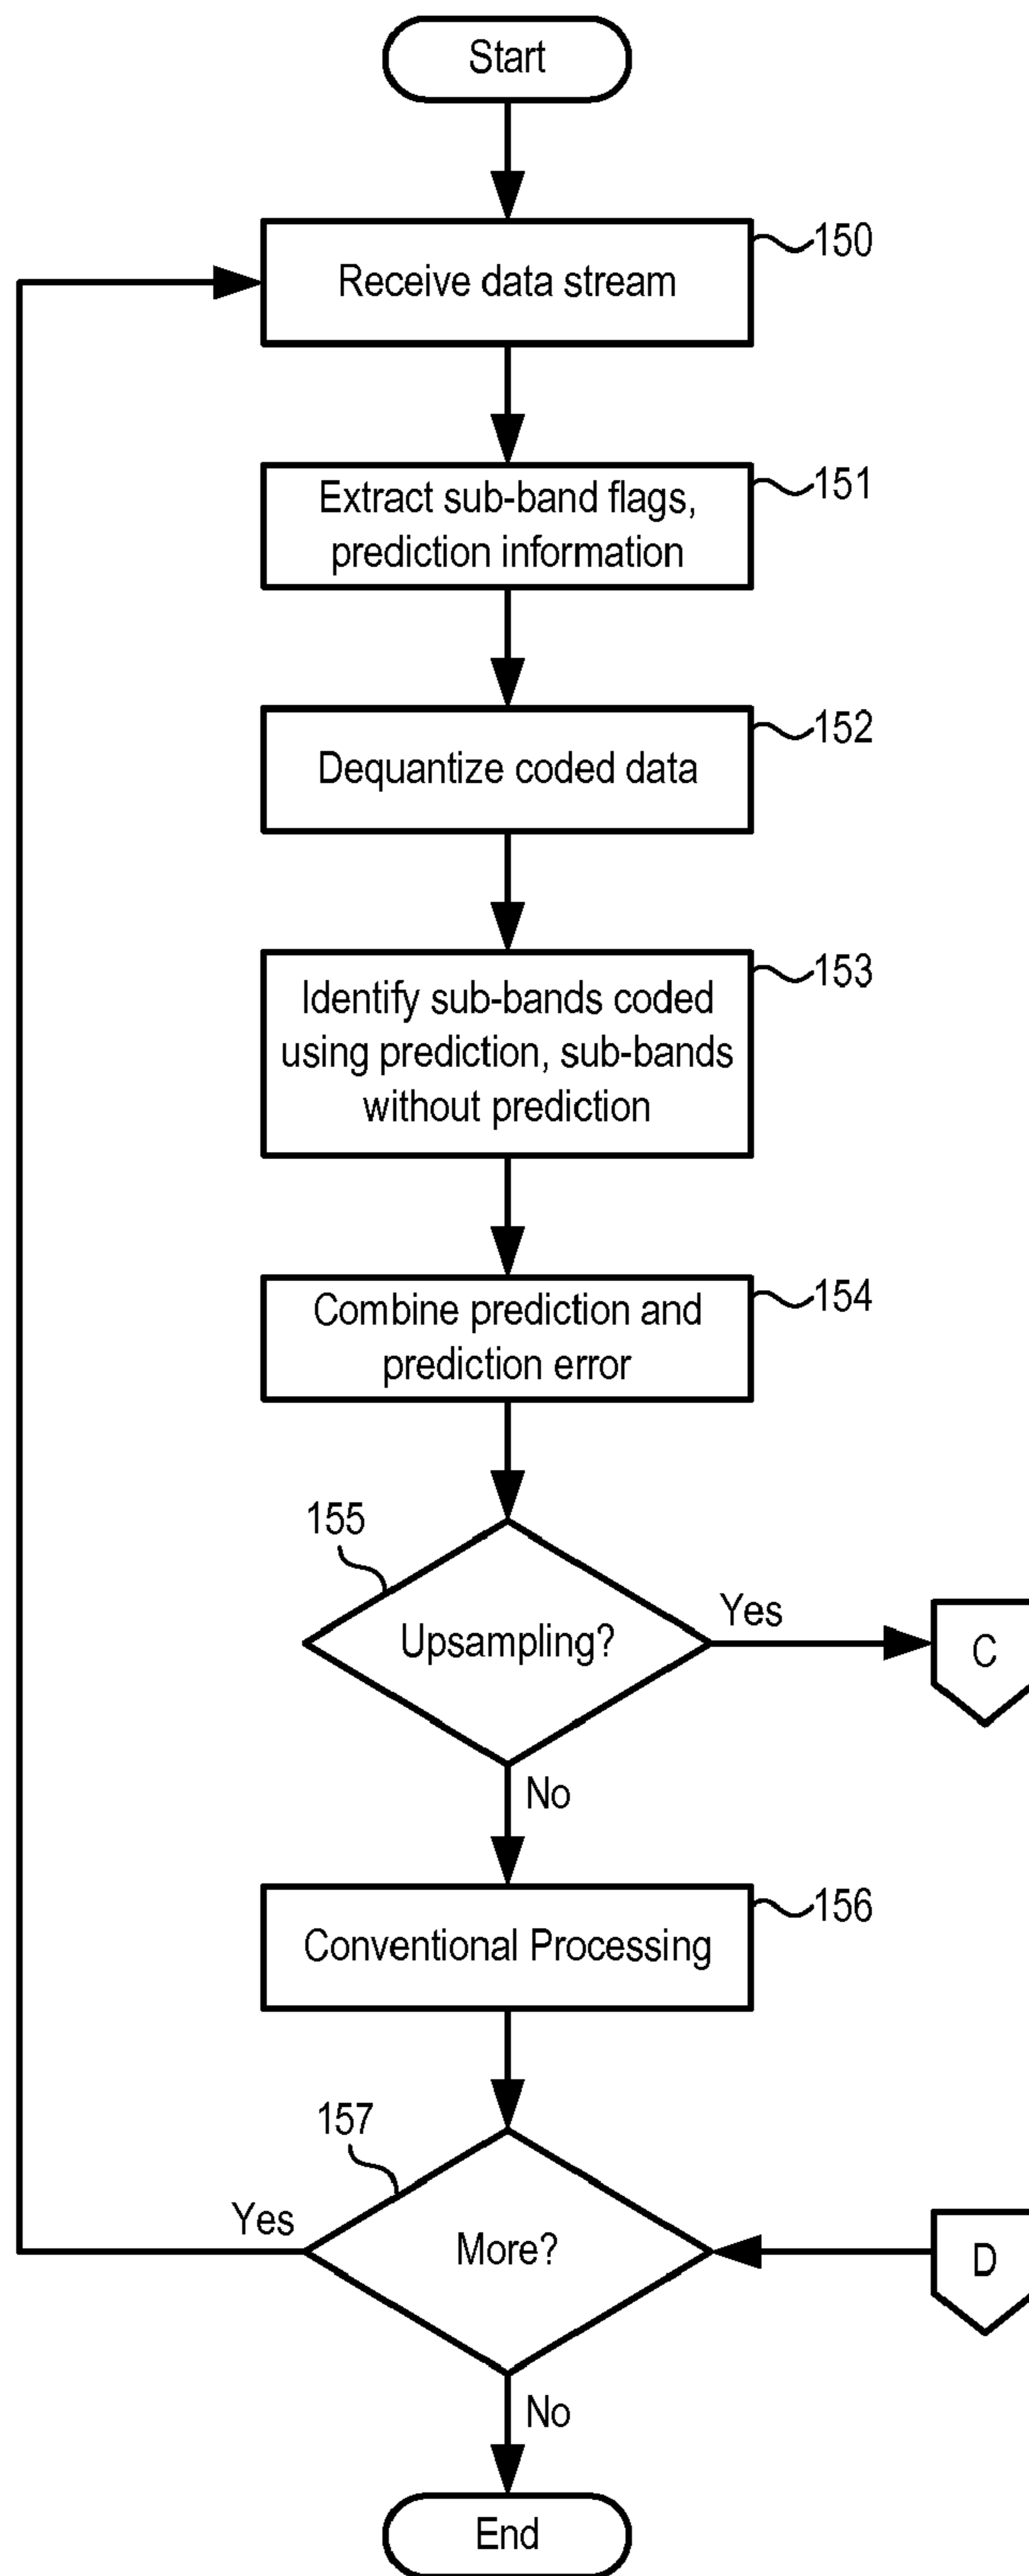 Start
150
Receive data stream
151
Extract sub-band flags,
prediction information
152
Dequantize coded data
153
Identify sub-bands coded
using prediction, sub-bands
without prediction
154
Combine prediction and
prediction error
155
Upsampling?
Yes
C
No
156
Conventional Processing
157
Yes
More?
D
No
End